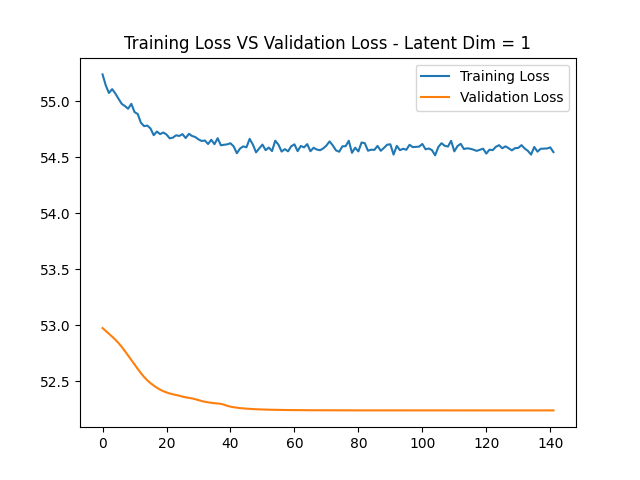 Training Loss VS Validation Loss - Latent Dim = 1
Training Loss
Validation Loss
55.0
54.5
54.0
53.5
53.0
52.5
0 20 40 60 80 100 120 140